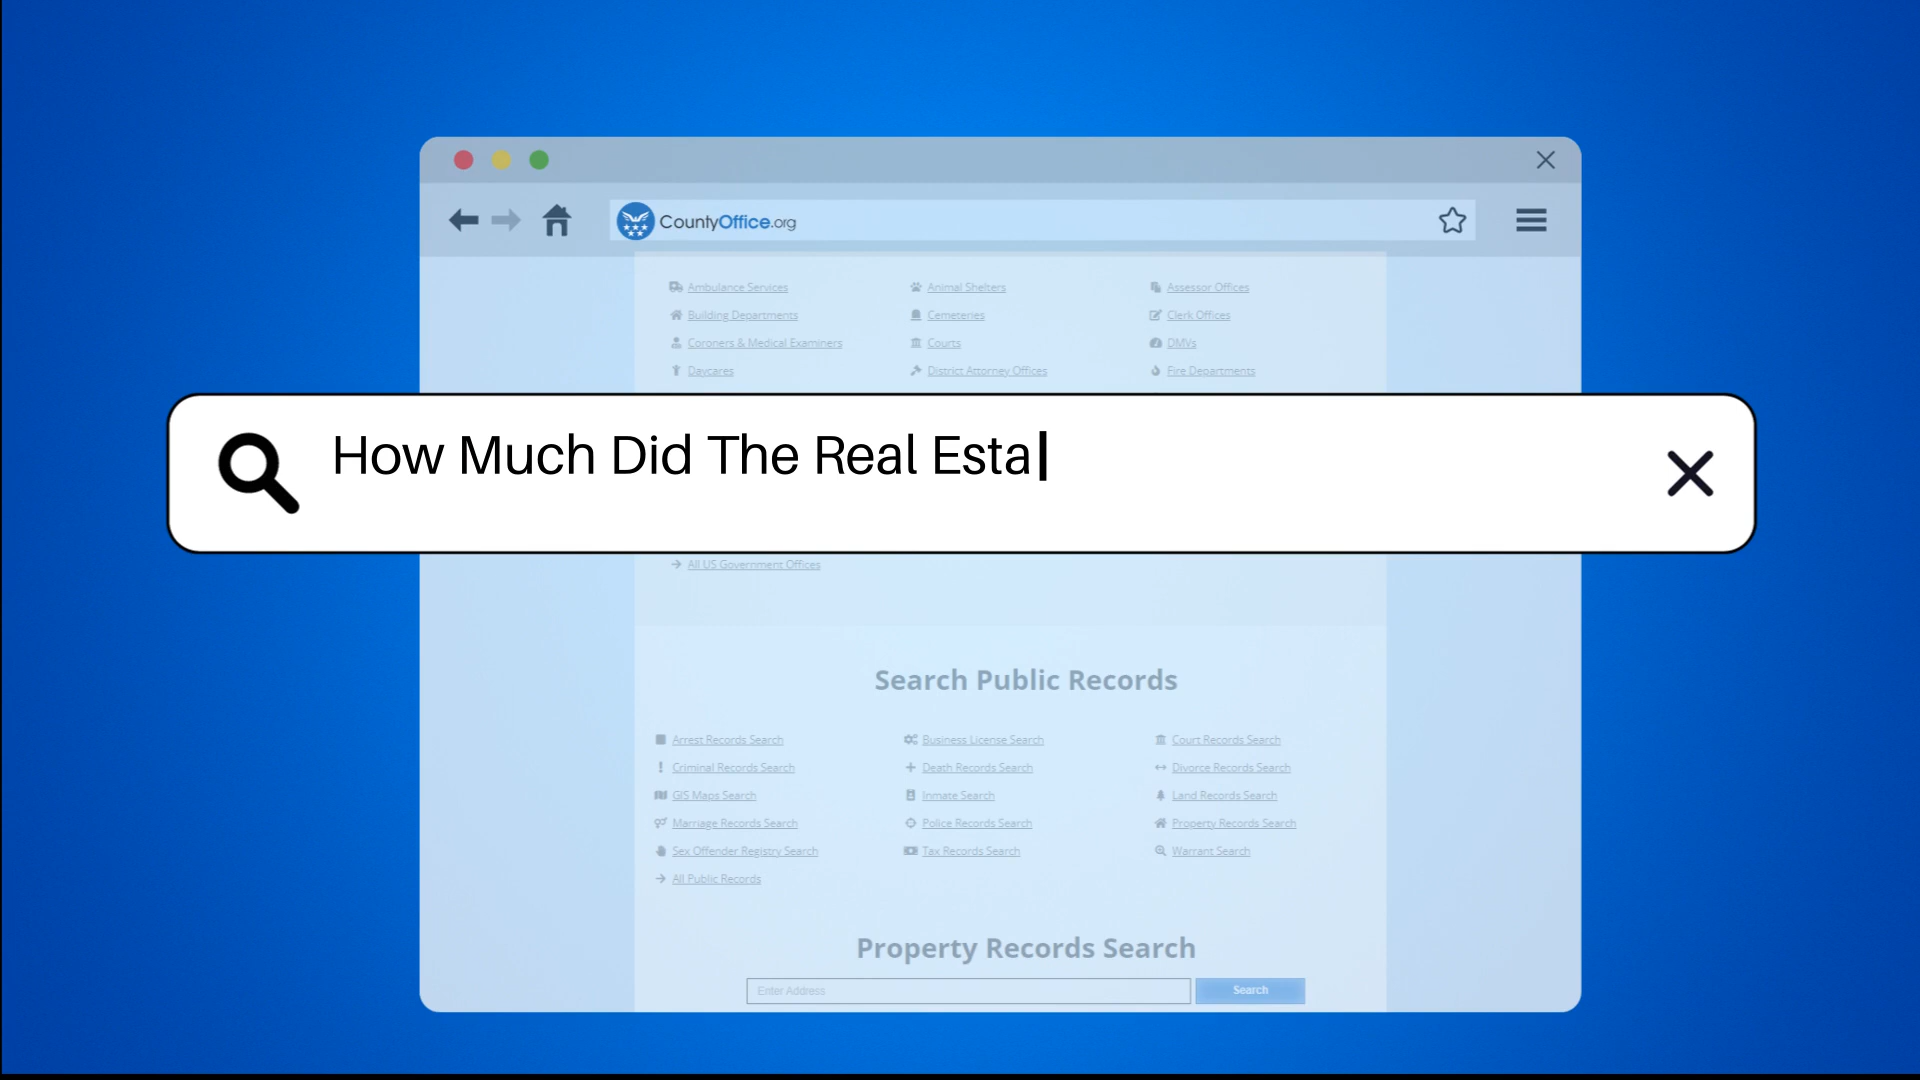 CountyOffice.org
Ambulance Services Animal Shelters Assessor Offices
Building Departments Cemeteries Clerk Offices
Coroners & Medical Examiners Courts DMVs
Daycares District Attorney Offices Fire Departments
How Much Did The Real Esta
All US Government Offices
Search Public Records
Arrest Records Search Business License Search Court Records Search
Criminal Records Search Death Records Search Divorce Records Search
GIS Maps Search Inmate Search Land Records Search
Marriage Records Search Police Records Search Property Records Search
Sex Offender Registry Search Tax Records Search Warrant Search
All Public Records
Property Records Search
Enter Address Search